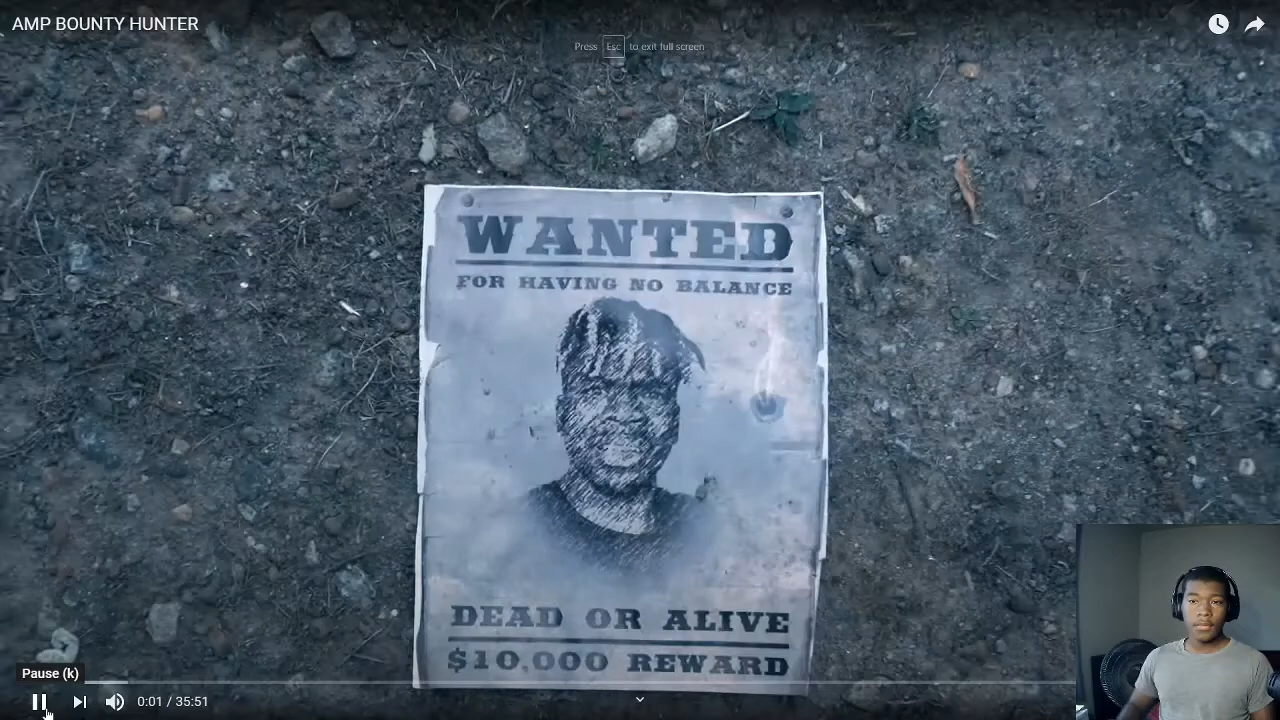 AMP BOUNTY HUNTER
Press Esc to exit full screen
WANTED
FOR HAVING NO BALANCE
DEAD OR ALIVE
$10,000 REWARD
Pause (k)
0:01 / 35:51